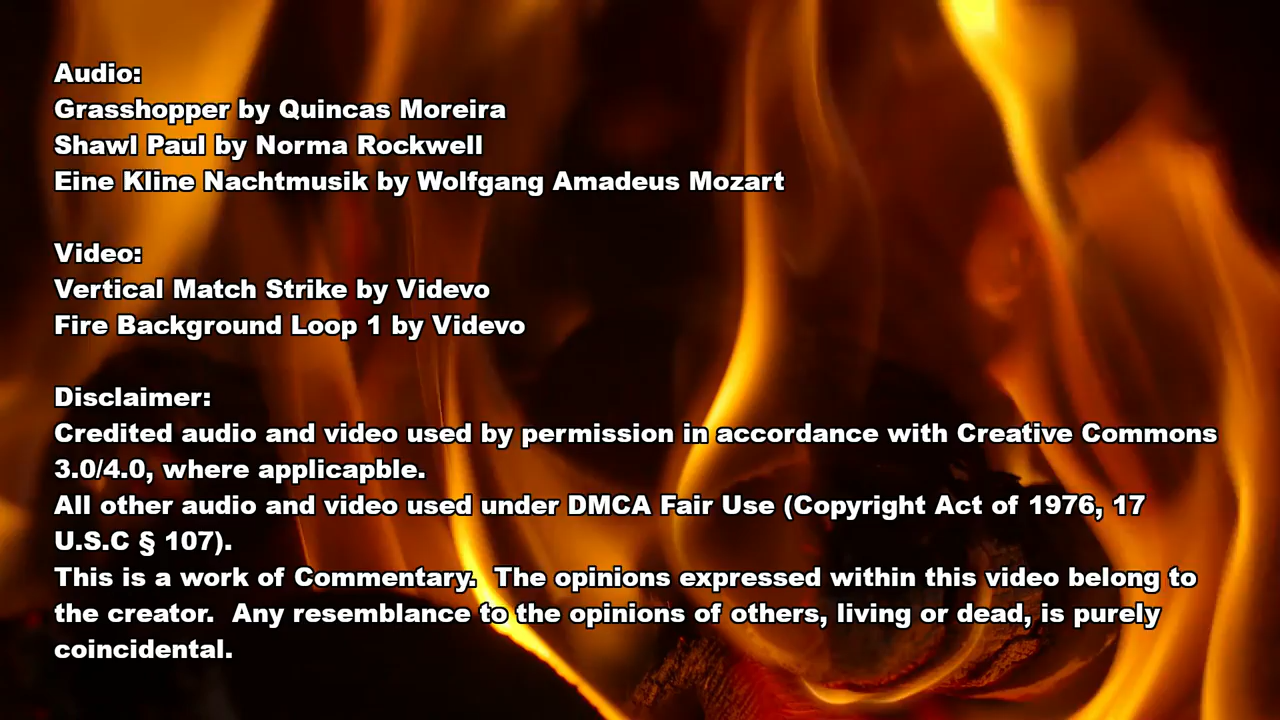 Audio:
Grasshopper by Quincas Moreira
Shawl Paul by Norma Rockwell
Eine Kline Nachtmusik by Wolfgang Amadeus Mozart
Video:
Vertical Match Strike by Videvo
Fire Background Loop 1 by Videvo
Disclaimer:
Credited audio and video used by permission in accordance with Creative Commons
3.0/4.0, where applicapble.
All other audio and video used under DMCA Fair Use (Copyright Act of 1976, 17
U.S.C § 107).
This is a work of Commentary.  The opinions expressed within this video belong to
the creator.  Any resemblance to the opinions of others, living or dead, is purely
coincidental.